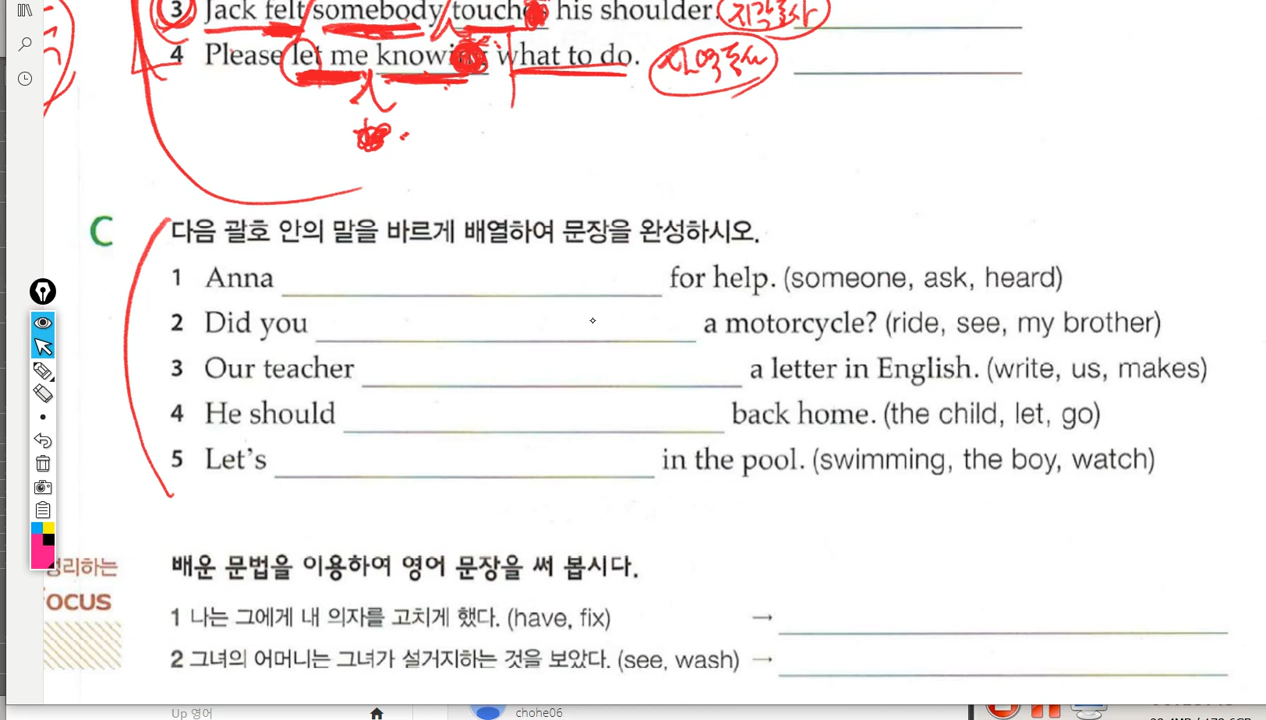 3 Jack felt somebody touch his shoulder. 지각동사
4 Please let me knowing what to do. 사역동사
C 다음 괄호 안의 말을 바르게 배열하여 문장을 완성하시오.
1 Anna for help. (someone, ask, heard)
2 Did you a motorcycle? (ride, see, my brother)
3 Our teacher a letter in English. (write, us, makes)
4 He should back home. (the child, let, go)
5 Let's in the pool. (swimming, the boy, watch)
정리하는 배운 문법을 이용하여 영어 문장을 써 봅시다.
OCUS
1 나는 그에게 내 의자를 고치게 했다. (have, fix) →
2 그녀의 어머니는 그녀가 설거지하는 것을 보았다. (see, wash) →
Up 영어 chohe06